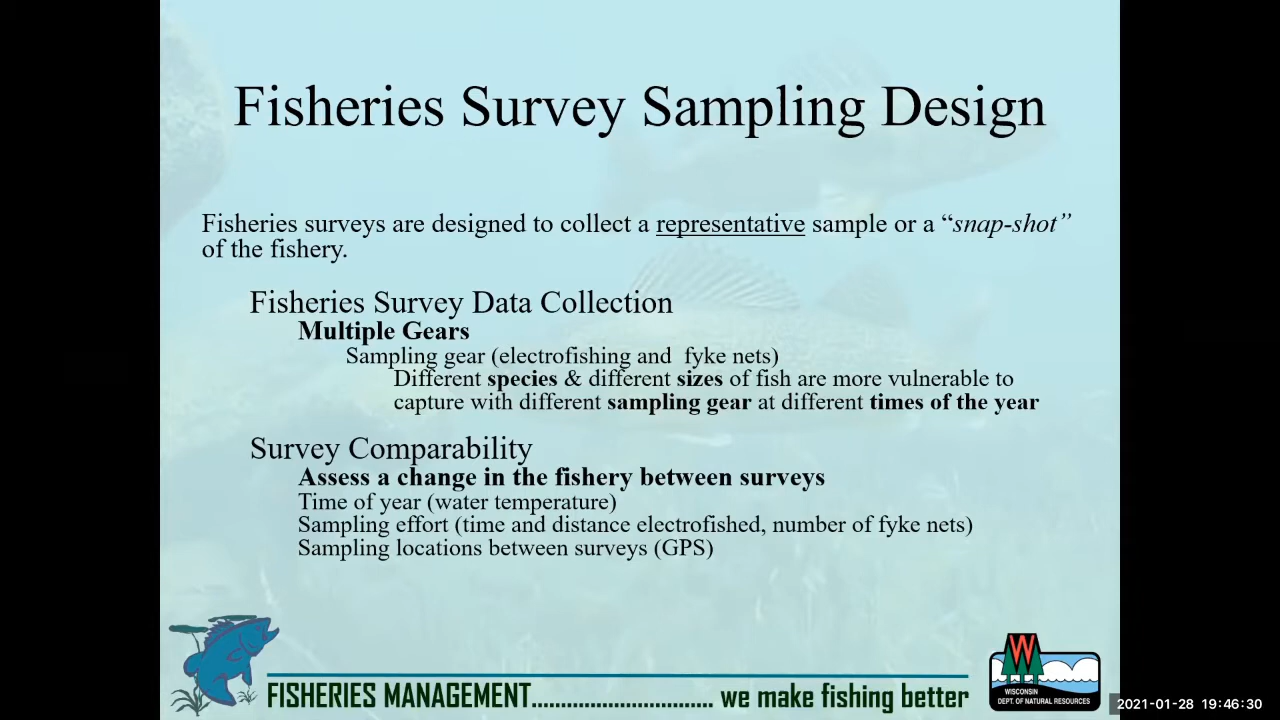 Fisheries Survey Sampling Design
Fisheries surveys are designed to collect a representative sample or a “snap-shot”
of the fishery.
Fisheries Survey Data Collection
Multiple Gears
Sampling gear (electrofishing and  fyke nets)
Different species & different sizes of fish are more vulnerable to
capture with different sampling gear at different times of the year
Survey Comparability
Assess a change in the fishery between surveys
Time of year (water temperature)
Sampling effort (time and distance electrofished, number of fyke nets)
Sampling locations between surveys (GPS)
FISHERIES MANAGEMENT.............................. we make fishing better
W
WISCONSIN
DEPT. OF NATURAL RESOURCES
2021-01-28 19:46:30